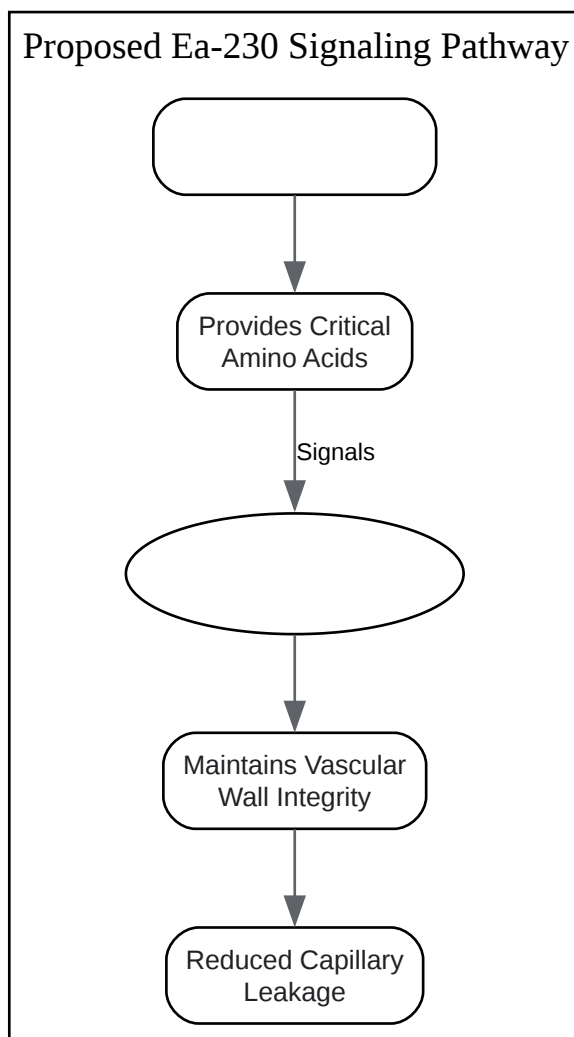 Proposed Ea-230 Signaling Pathway
Provides Critical
Amino Acids
Signals
Maintains Vascular
Wall Integrity
Reduced Capillary
Leakage